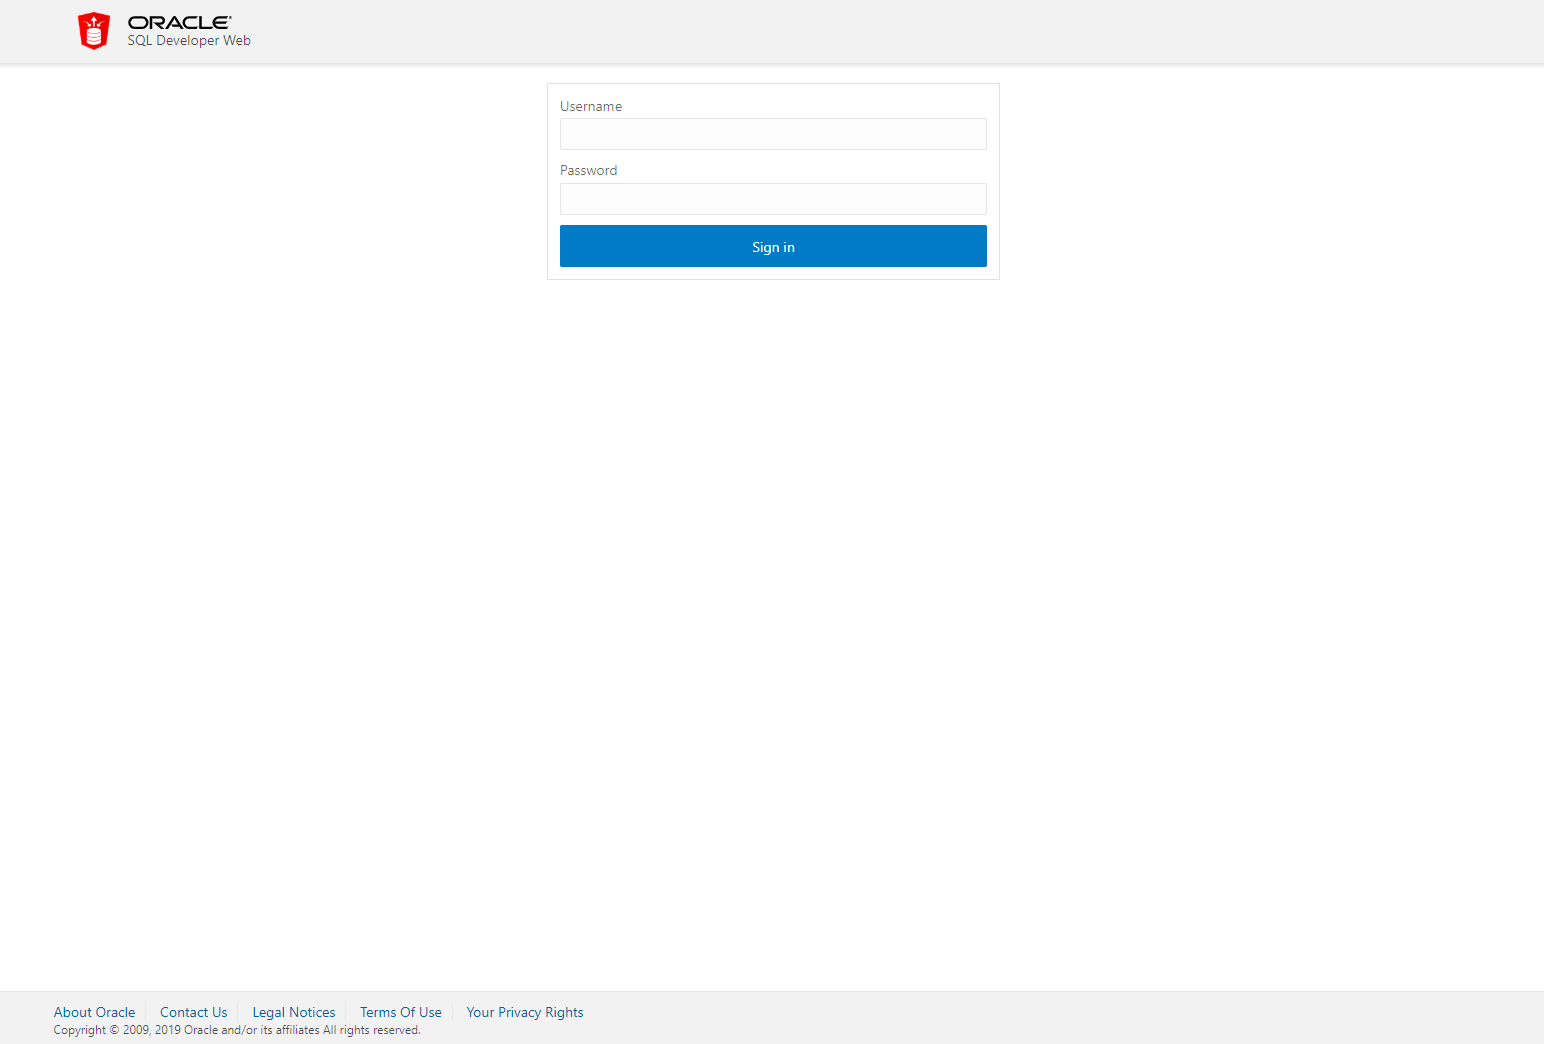 ORACLE
SQL Developer Web
Username
Password
Sign in
About Oracle Contact Us Legal Notices Terms Of Use Your Privacy Rights
Copyright © 2009, 2019 Oracle and/or its affiliates All rights reserved.